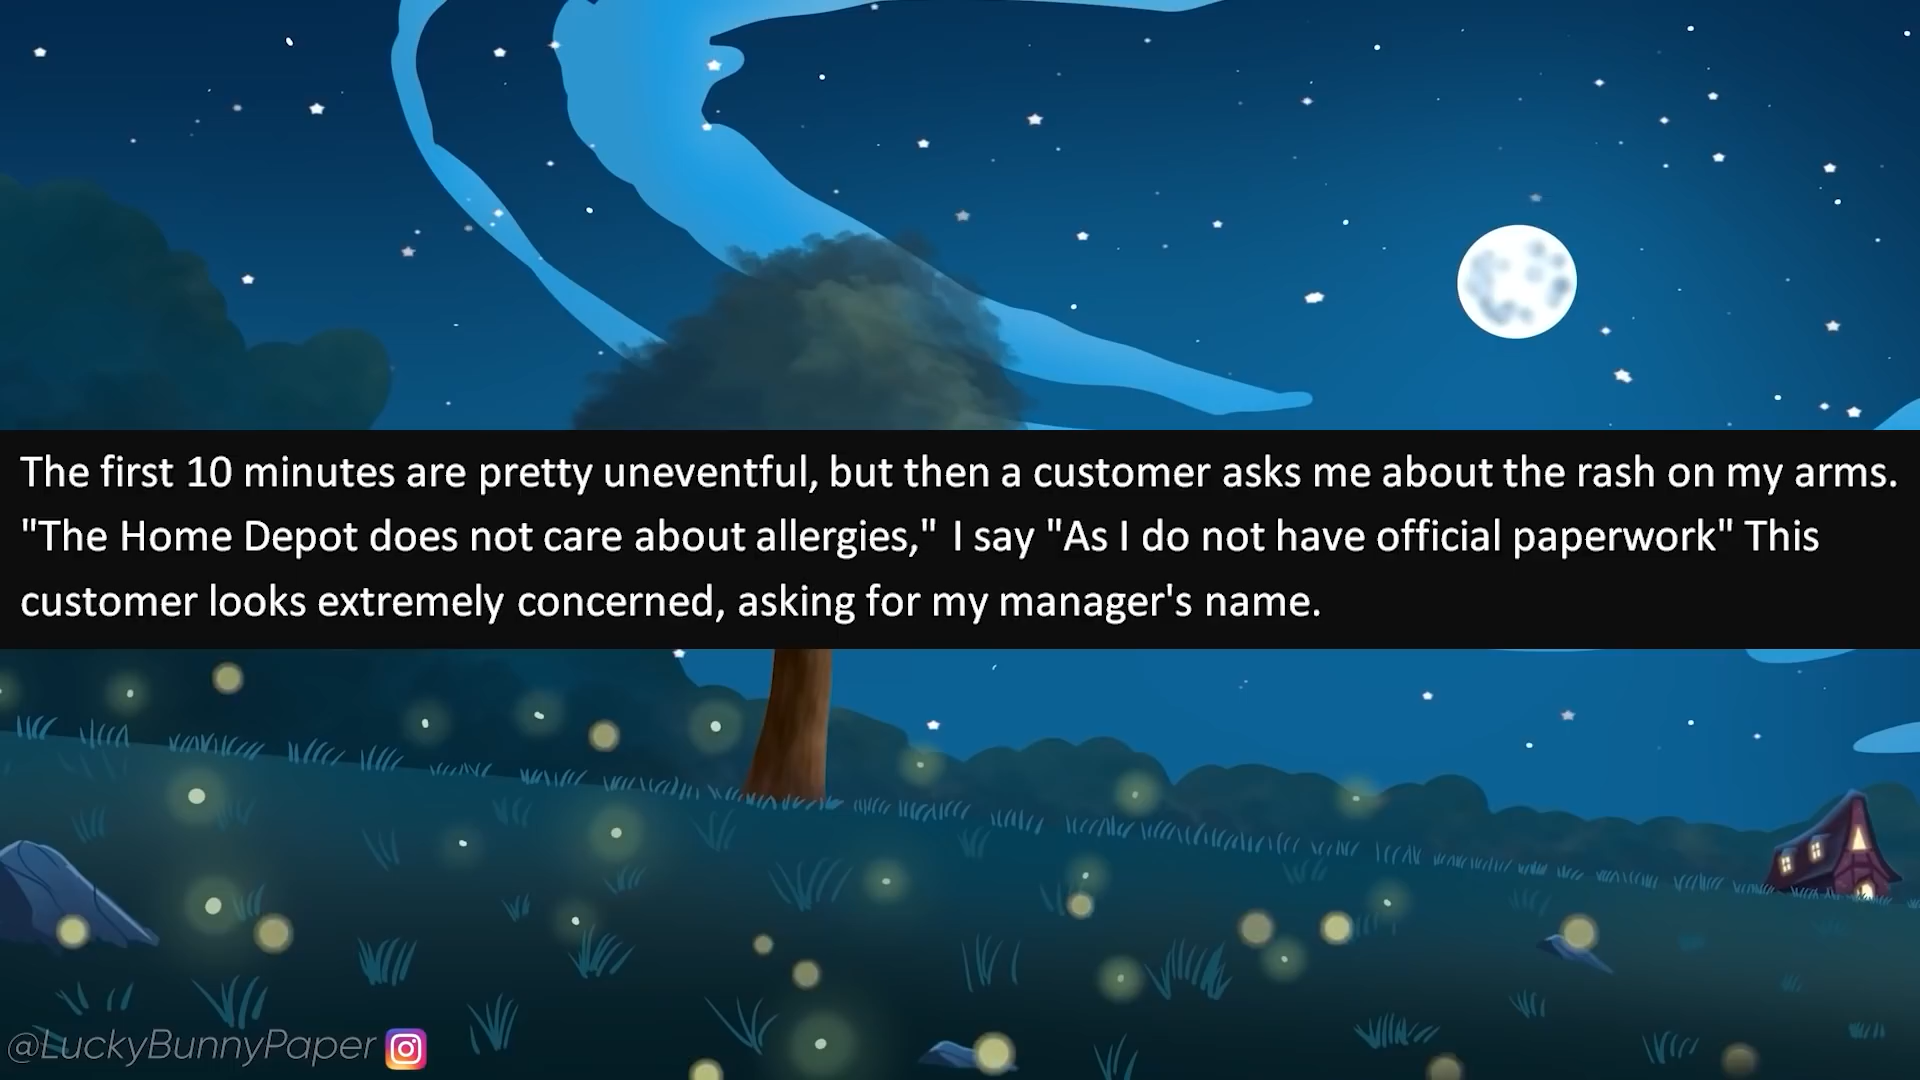 The first 10 minutes are pretty uneventful, but then a customer asks me about the rash on my arms.
"The Home Depot does not care about allergies," I say "As I do not have official paperwork" This
customer looks extremely concerned, asking for my manager's name.
@LuckyBunnyPaper